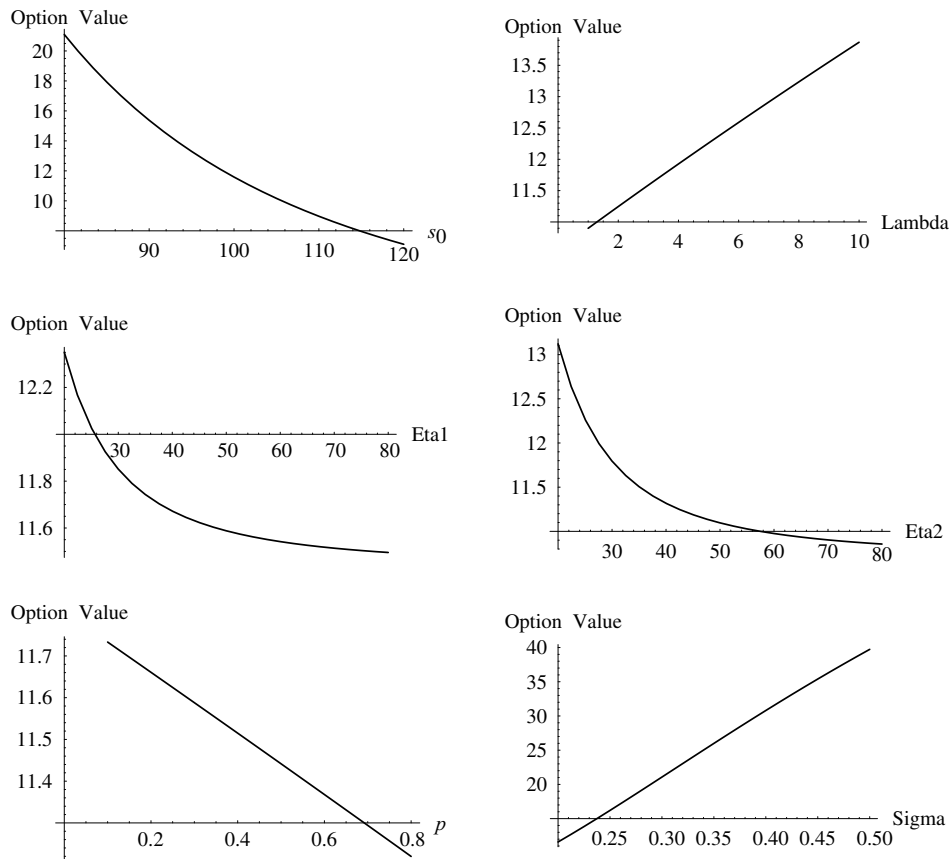 Option Value
20
18
16
14
12
10
90 100 110 120 s0
Option Value
13.5
13
12.5
12
11.5
2 4 6 8 10 Lambda
Option Value
12.2
11.8
11.6
30 40 50 60 70 80 Eta1
Option Value
13
12.5
12
11.5
30 40 50 60 70 80 Eta2
Option Value
11.7
11.6
11.5
11.4
0.2 0.4 0.6 0.8 p
Option Value
40
35
30
25
20
0.25 0.30 0.35 0.40 0.45 0.50 Sigma